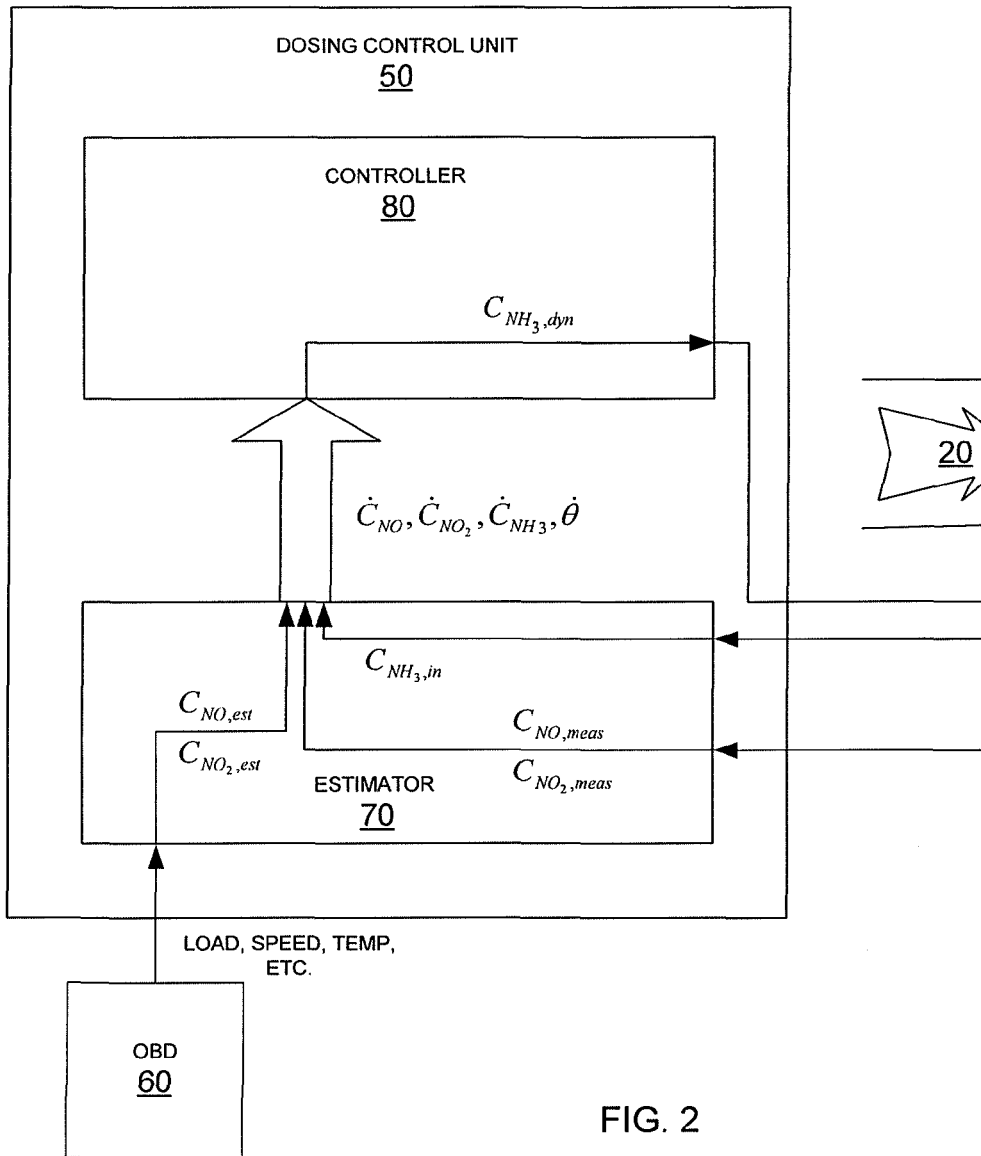 DOSING CONTROL UNIT
50
CONTROLLER
80
C_{NH_3,dyn}
20
\dot{C}_{NO}, \dot{C}_{NO_2}, \dot{C}_{NH_3}, \dot{\theta}
C_{NH_3,in}
C_{NO,est}
C_{NO_2,est}
C_{NO,meas}
C_{NO_2,meas}
ESTIMATOR
70
LOAD, SPEED, TEMP,
ETC.
OBD
60
FIG. 2